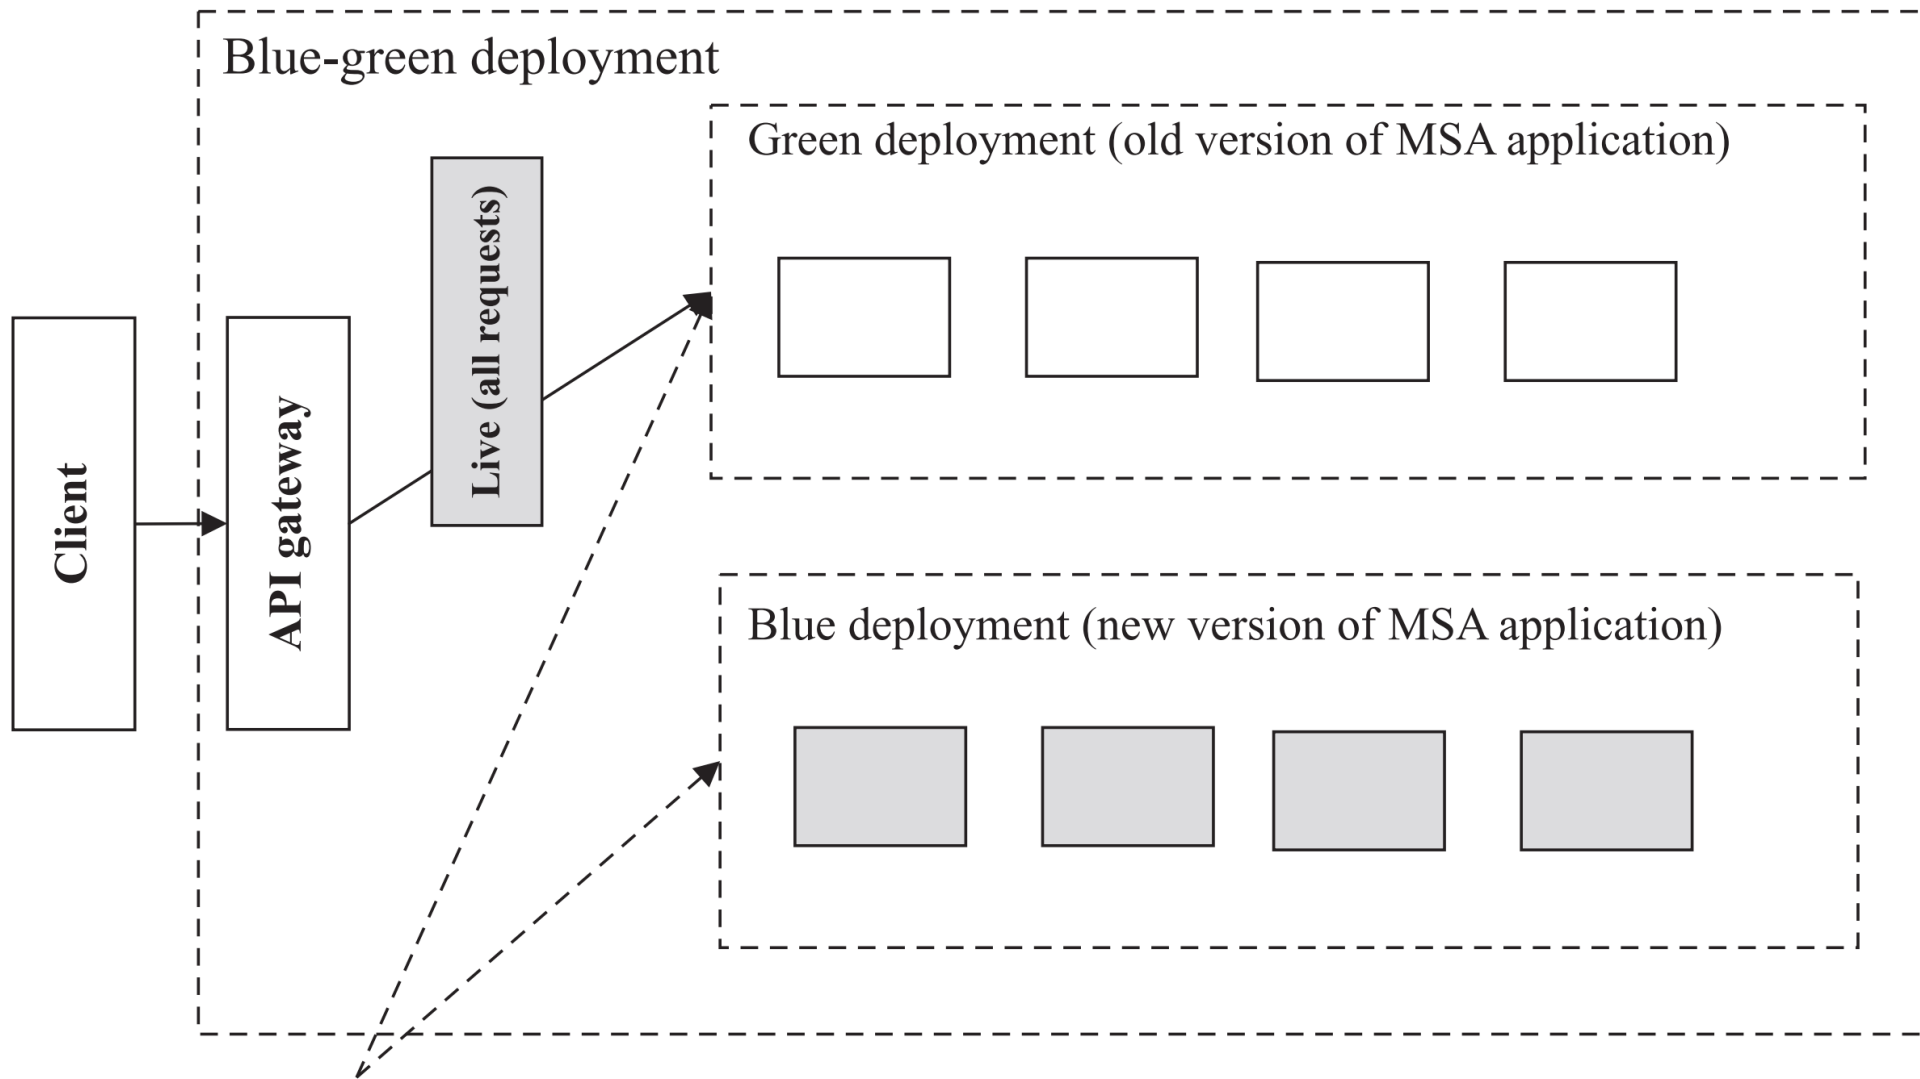 Blue-green deployment
Green deployment (old version of MSA application)
Live (all requests)
Client
API gateway
Blue deployment (new version of MSA application)